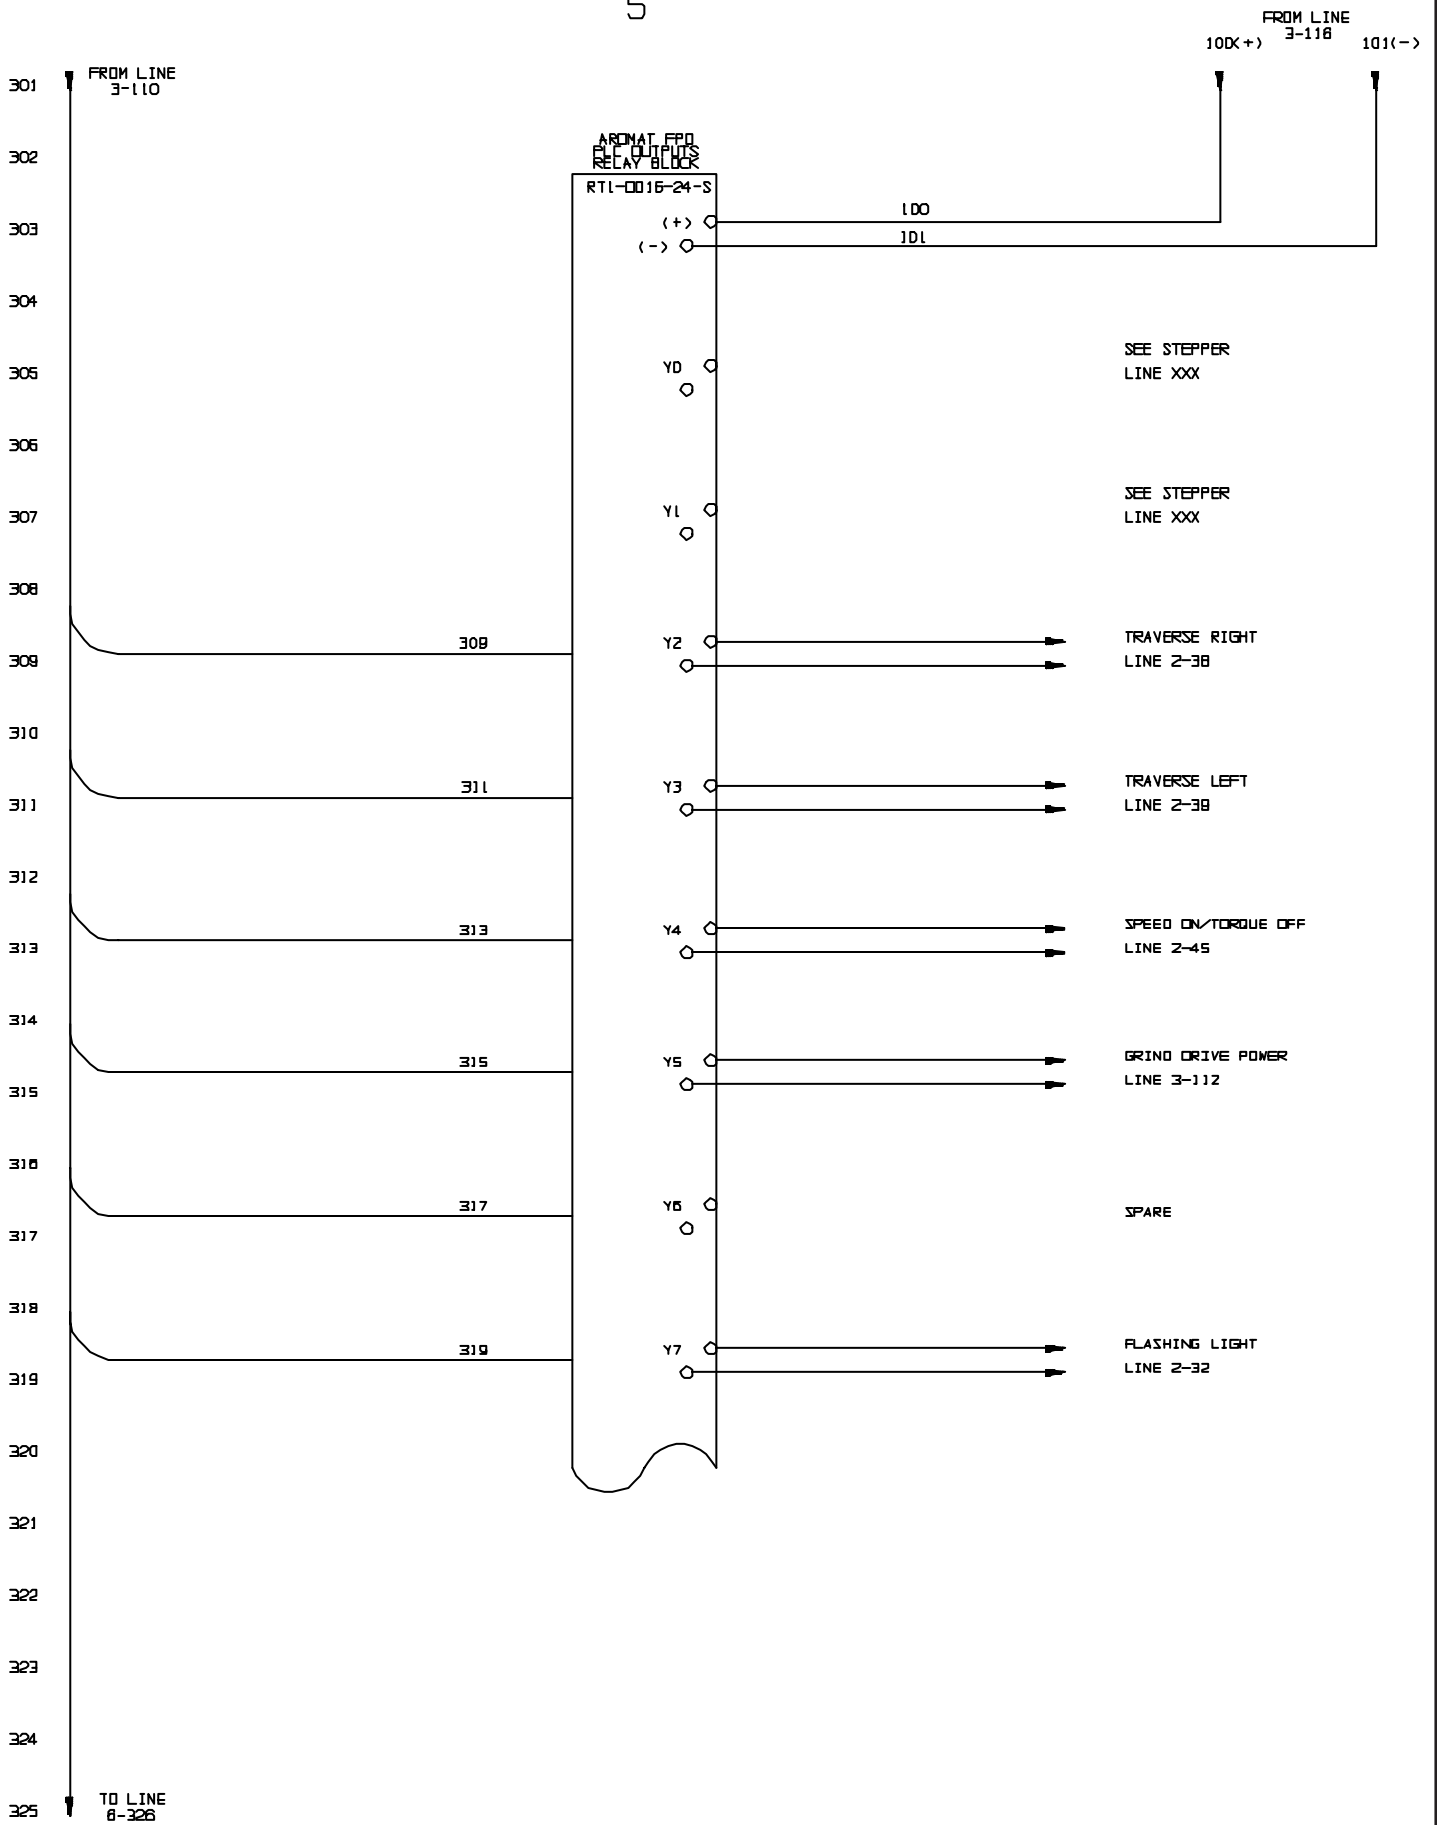 5
FROM LINE
3-116
100(+)
101(-)
301
FROM LINE
3-110
302
AROMAT FP0
PLC OUTPUTS
RELAY BLOCK
RT1-0016-24-S
303
(+)
100
(-)
101
304
SEE STEPPER
305
Y0
LINE XXX
306
SEE STEPPER
307
Y1
LINE XXX
308
309
Y2
TRAVERSE RIGHT
309
LINE 2-38
310
311
Y3
TRAVERSE LEFT
311
LINE 2-39
312
313
Y4
SPEED ON/TORQUE OFF
313
LINE 2-45
314
315
Y5
GRIND DRIVE POWER
315
LINE 3-112
316
317
Y6
SPARE
317
318
319
Y7
FLASHING LIGHT
319
LINE 2-32
320
321
322
323
324
325
TO LINE
6-326